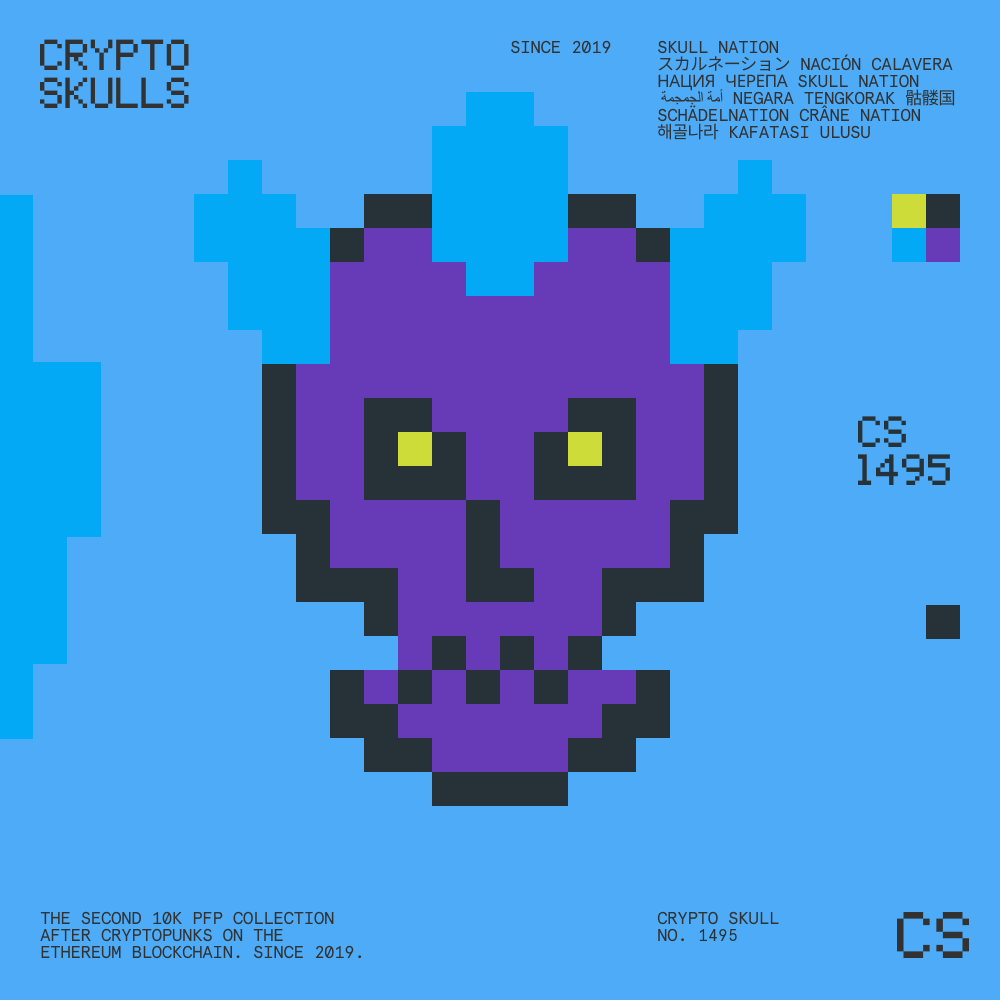 CRYPTO
SKULLS
SINCE 2019
SKULL NATION
スカルネーション NACIÓN CALAVERA
НАЦИЯ ЧЕРЕПА SKULL NATION
أمة الجمجمة NEGARA TENGKORAK 骷髅国
SCHÄDELNATION CRÂNE NATION
해골나라 KAFATASI ULUSU
CS
1495
THE SECOND 10K PFP COLLECTION
AFTER CRYPTOPUNKS ON THE
ETHEREUM BLOCKCHAIN. SINCE 2019.
CRYPTO SKULL
NO. 1495
CS